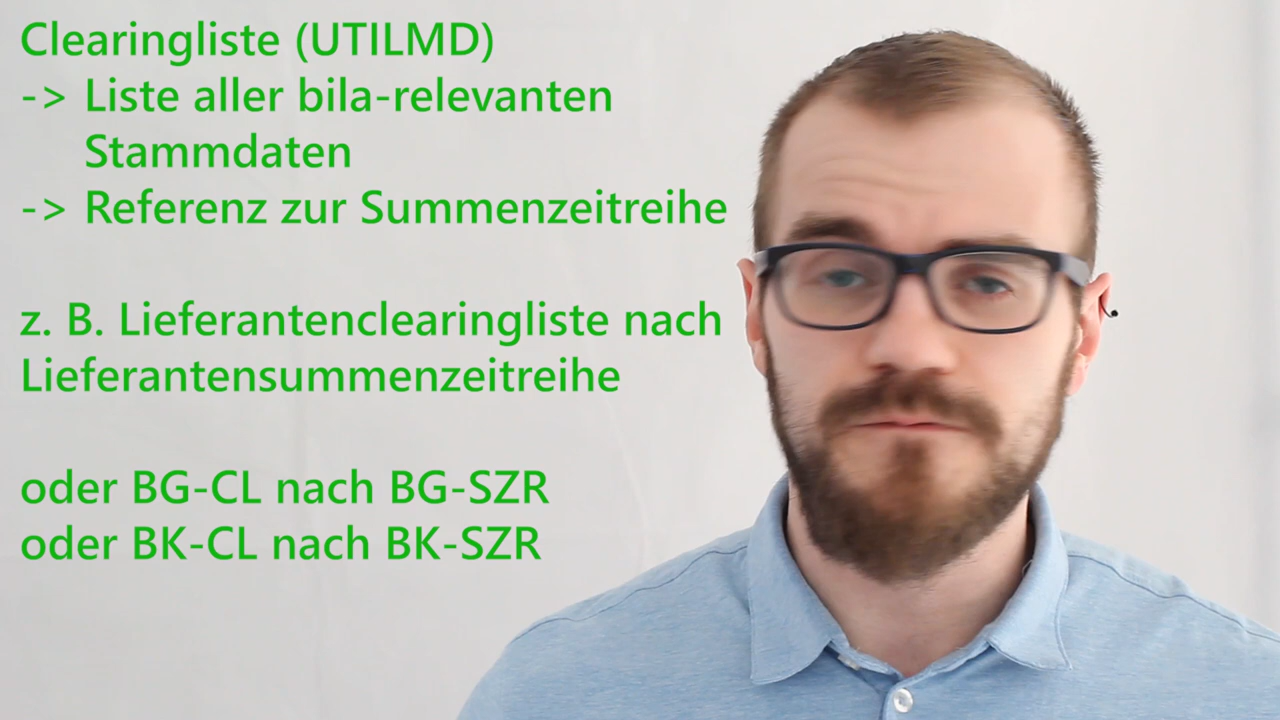 Clearingliste (UTILMD)
-> Liste aller bila-relevanten
Stammdaten
-> Referenz zur Summenzeitreihe
z. B. Lieferantenclearingliste nach
Lieferantensummenzeitreihe
oder BG-CL nach BG-SZR
oder BK-CL nach BK-SZR